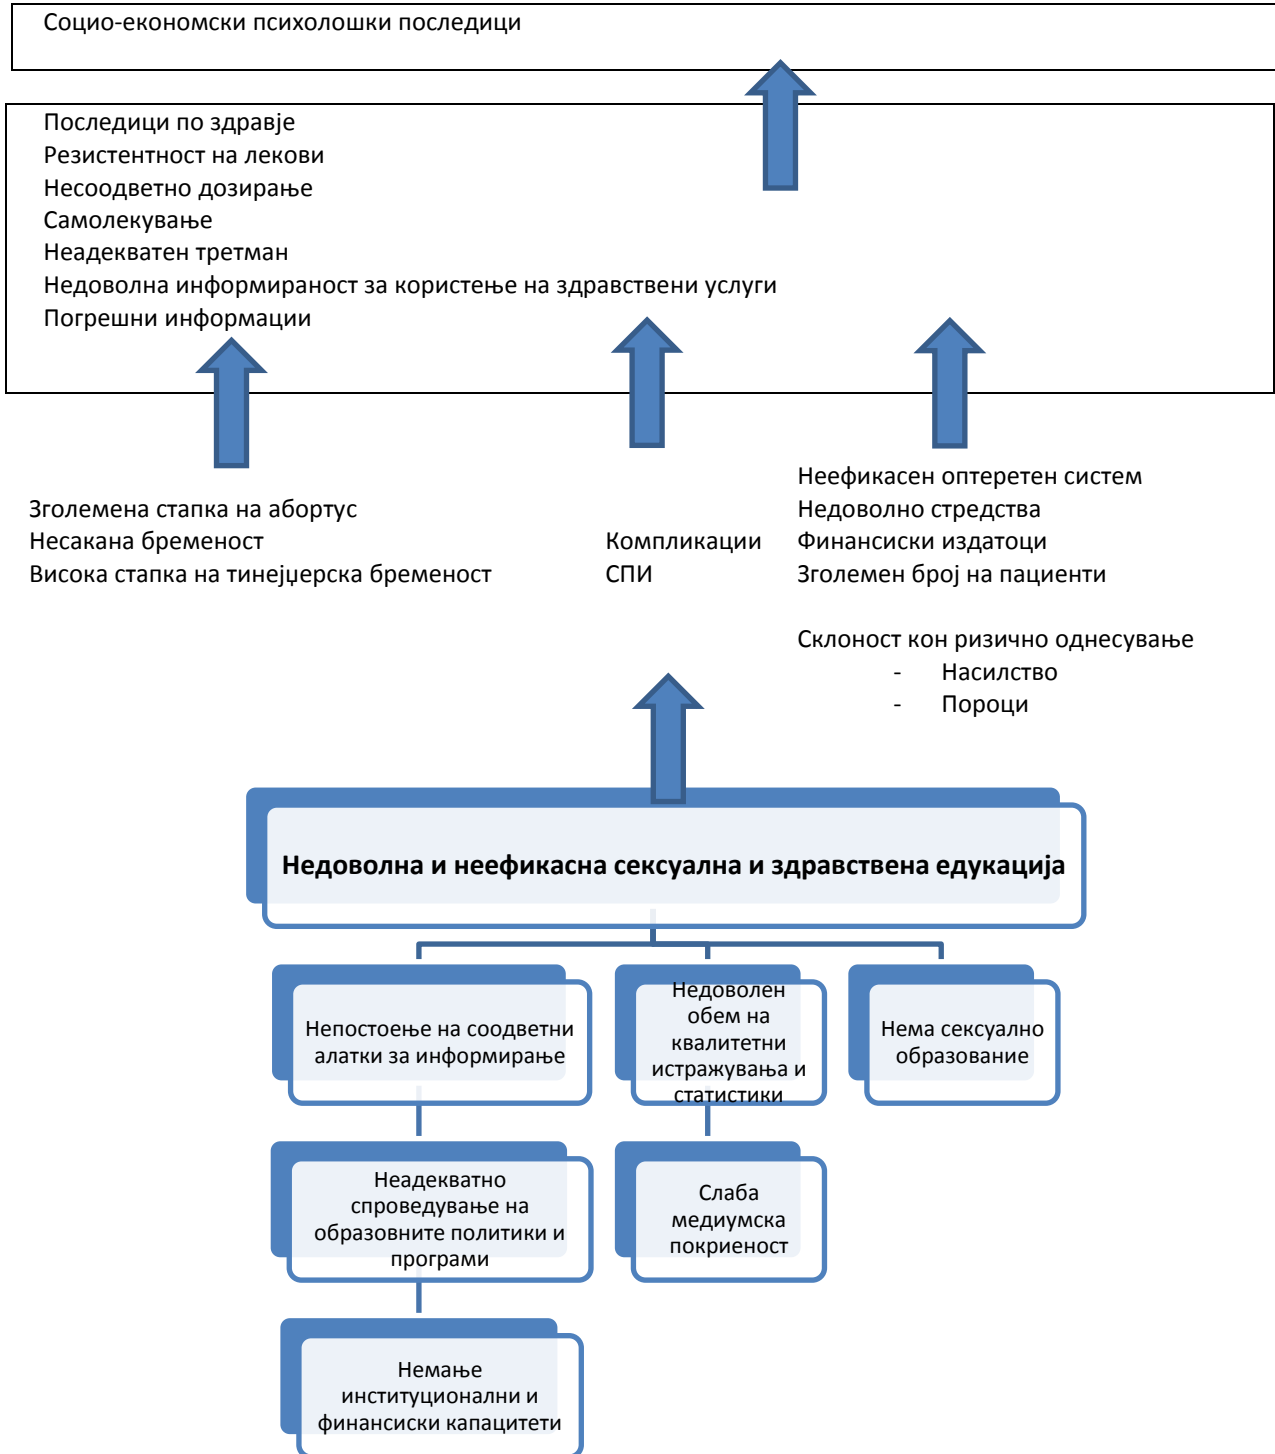 Социо-економски психолошки последици
Последици по здравје
Резистентност на лекови
Несоодветно дозирање
Самолекување
Неадекватен третман
Недоволна информираност за користење на здравствени услуги
Погрешни информации
Зголемена стапка на абортус
Несакана бременост
Висока стапка на тинејџерска бременост
Компликации
СПИ
Неефикасен оптеретен систем
Недоволно стредства
Финансиски издатоци
Зголемен број на пациенти
Склоност кон ризично однесување
- Насилство
- Пороци
Недоволна и неефикасна сексуална и здравствена едукација
Непостоење на соодветни
алатки за информирање
Недоволен
обем на
квалитетни
истражувања и
статистики
Нема сексуално
образование
Неадекватно
спроведување на
образовните политики и
програми
Слаба
медиумска
покриеност
Немање
институционални и
финансиски капацитети